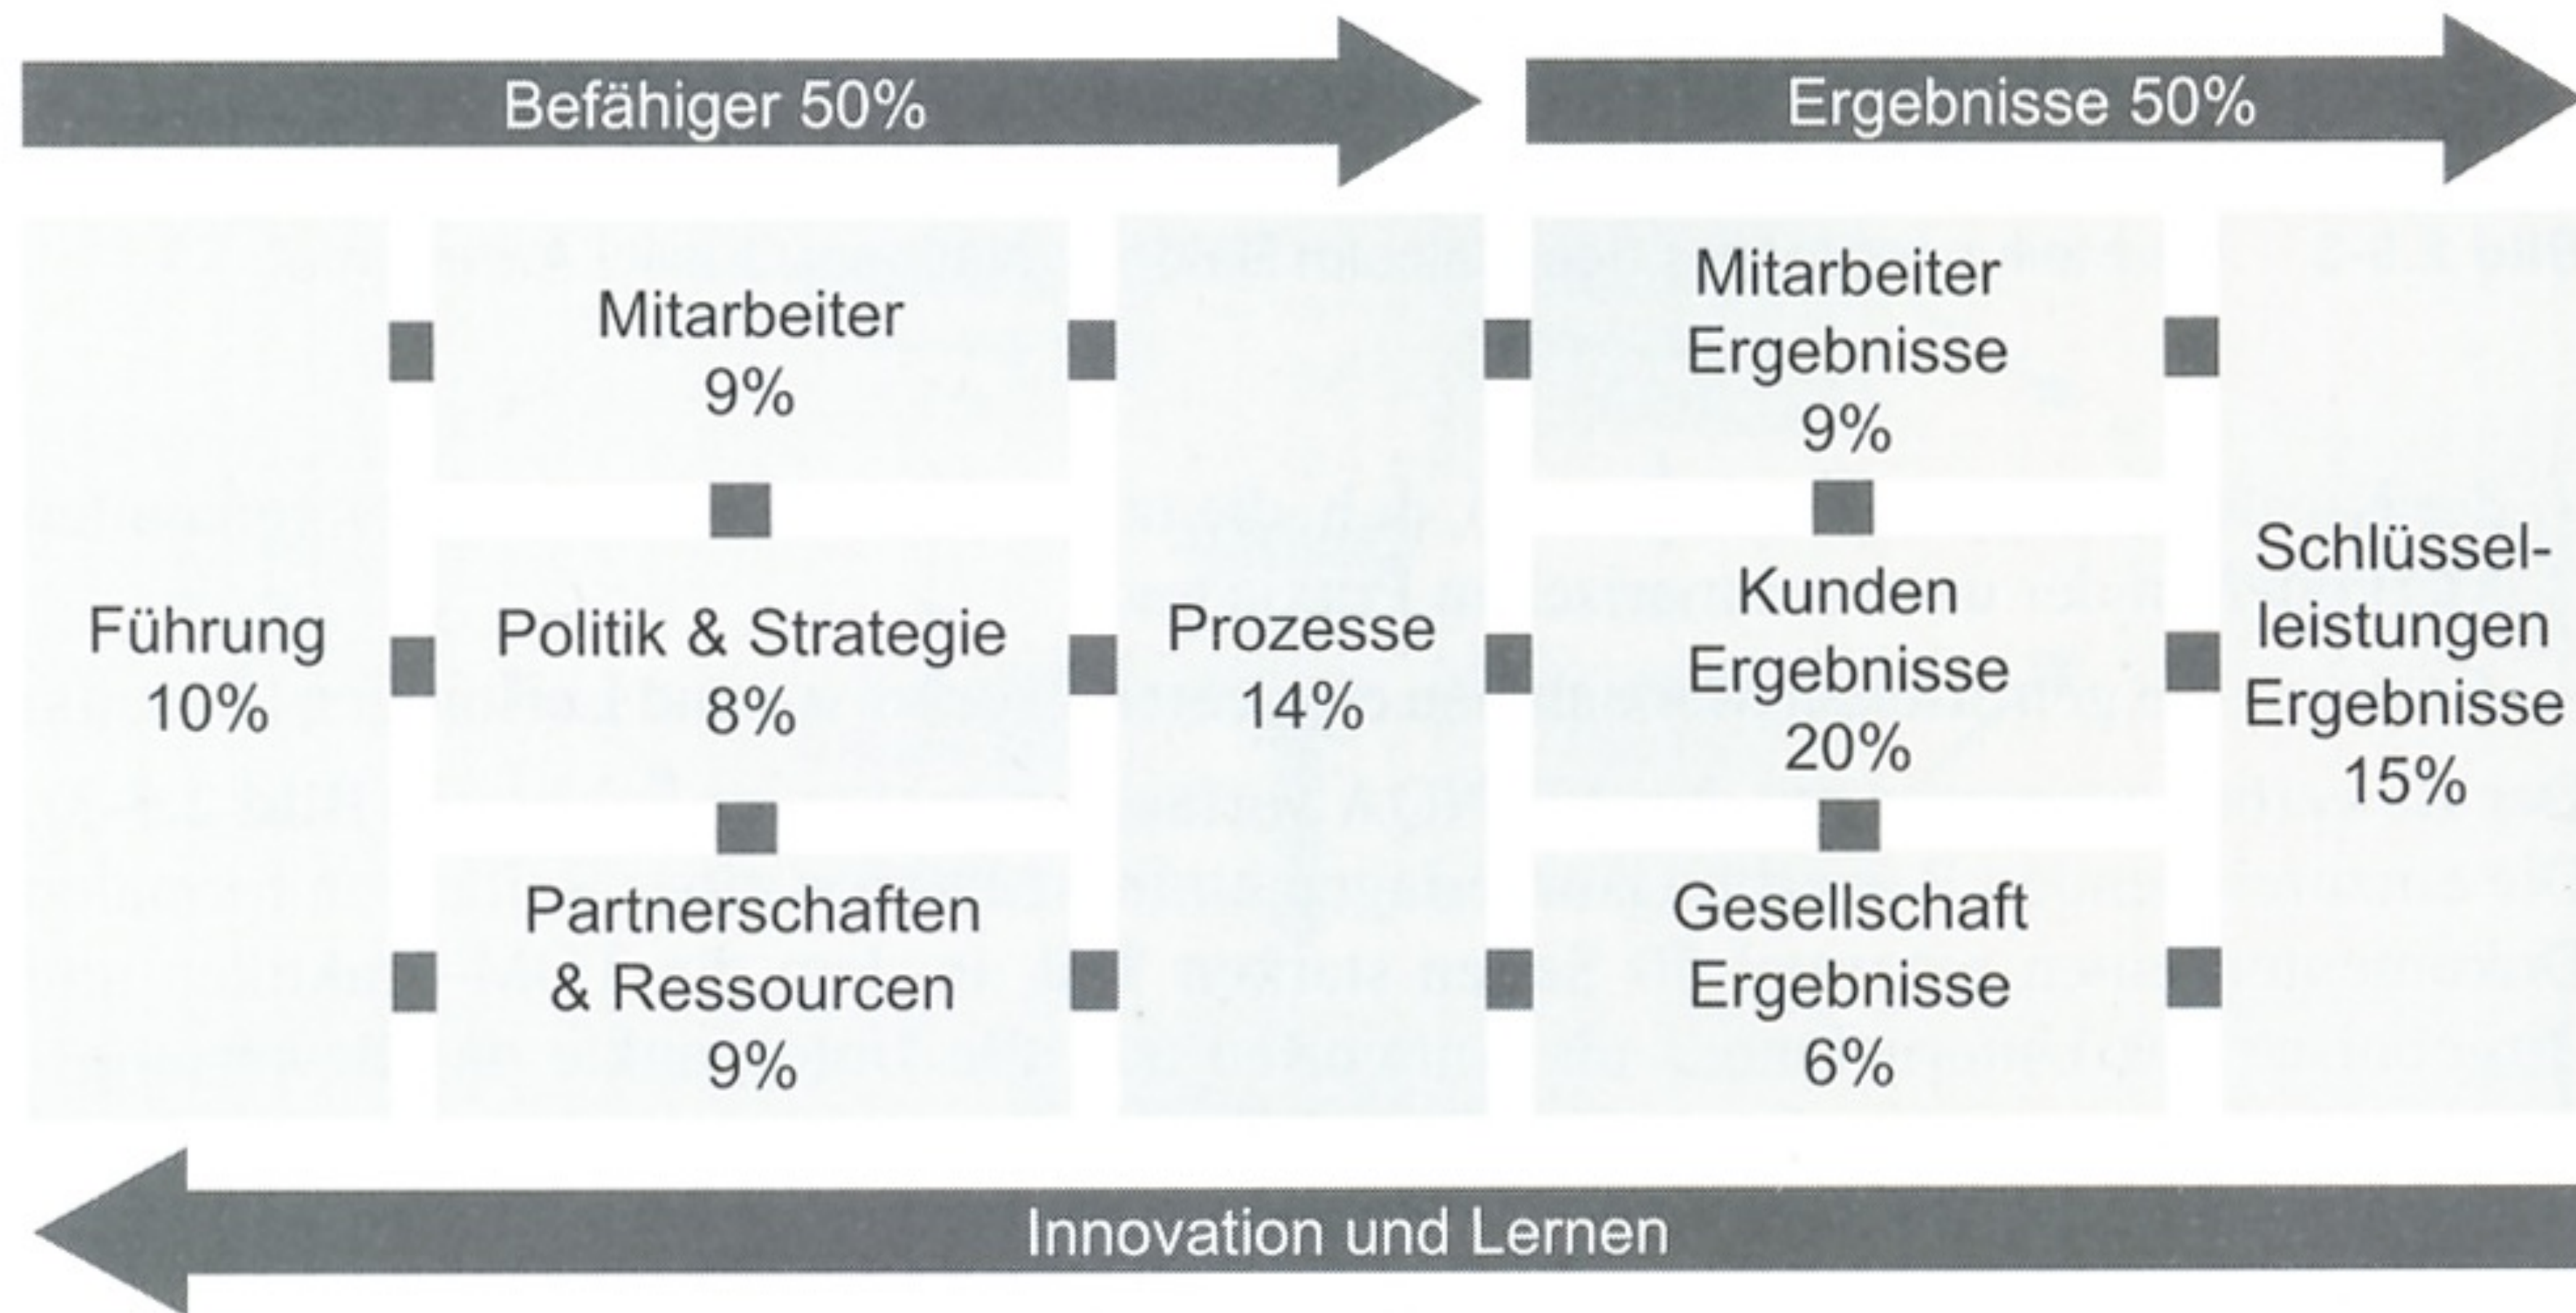 Befähiger 50%
Ergebnisse 50%
Führung
10%
Mitarbeiter
9%
Politik & Strategie
8%
Partnerschaften
& Ressourcen
9%
Prozesse
14%
Mitarbeiter
Ergebnisse
9%
Kunden
Ergebnisse
20%
Gesellschaft
Ergebnisse
6%
Schlüssel-
leistungen
Ergebnisse
15%
Innovation und Lernen